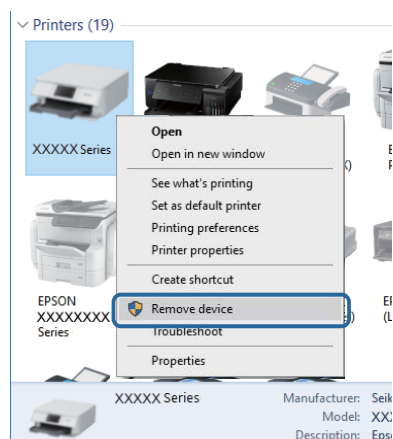 Printers (19)
XXXXX Series
Open
Open in new window
See what's printing
Set as default printer
Printing preferences
Printer properties
Create shortcut
Remove device
Troubleshoot
Properties
EPSON
XXXXXXXX
Series
XXXXX Series
Manufacturer:
Model:
Description: